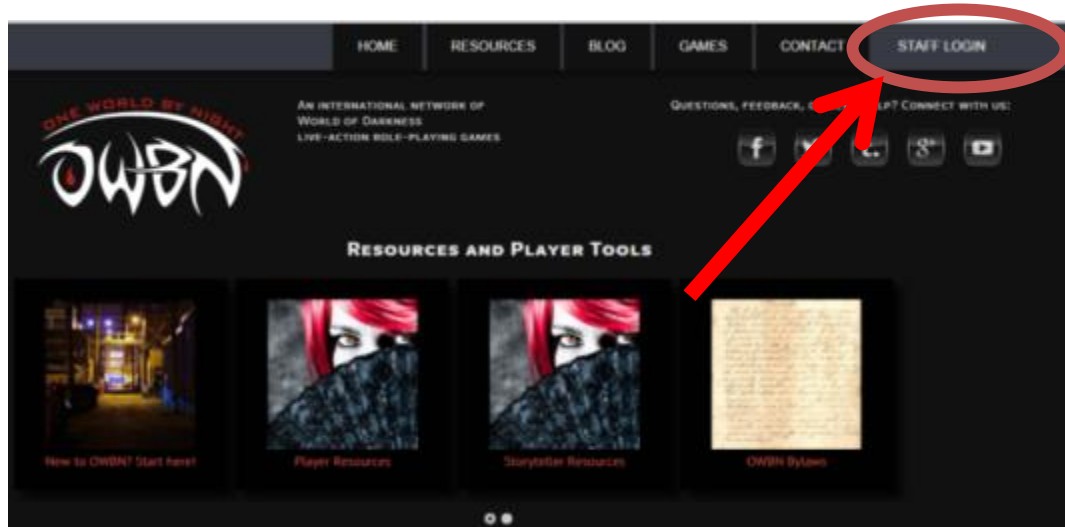 HOME RESOURCES BLOG GAMES CONTACT STAFF LOGIN
ONE WORLD BY NIGHT
OWBN
AN INTERNATIONAL NETWORK OF
WORLD OF DARKNESS
LIVE-ACTION ROLE-PLAYING GAMES
QUESTIONS, FEEDBACK, CONNECT WITH US:
RESOURCES AND PLAYER TOOLS
New to OWBN? Start here!
Player Resources
Storyteller Resources
OWBN Bylaws